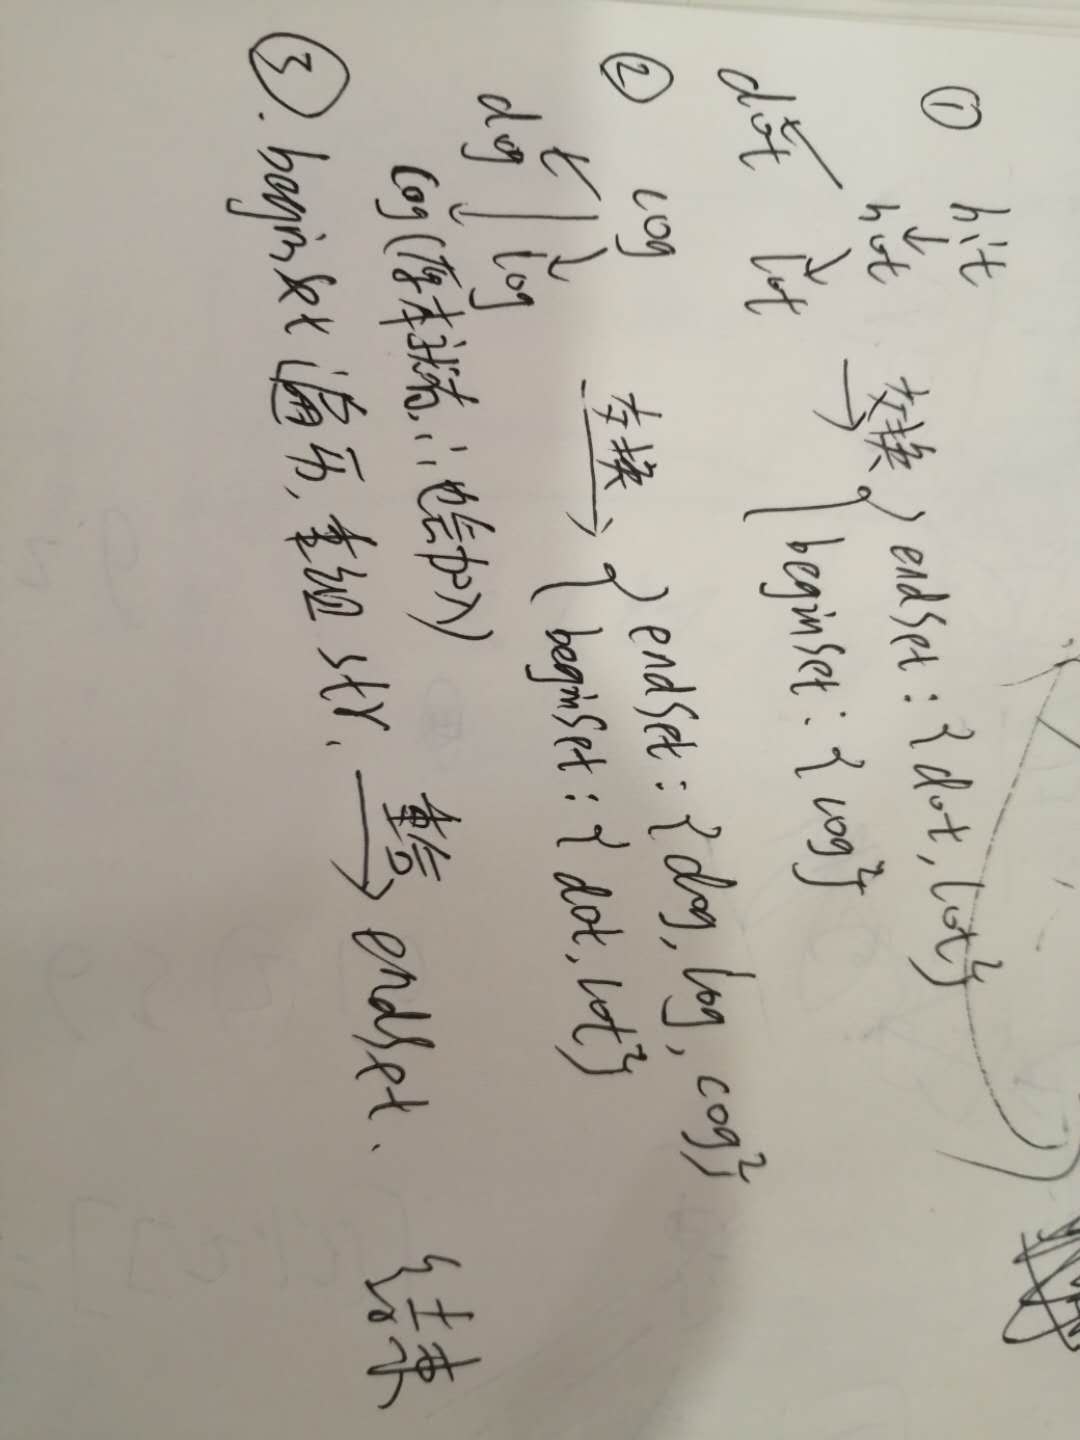 ① hit
hot
dot lot
交换
endSet : {dot, lot}
beginSet : { cog}
② cog
dog log
cog(原本就有, ∴也会加入)
交换
endSet : {dog, log, cog}
beginSet : { dot, lot}
③. beginSet 遍历, 重组 str, 重合 endSet. 结束